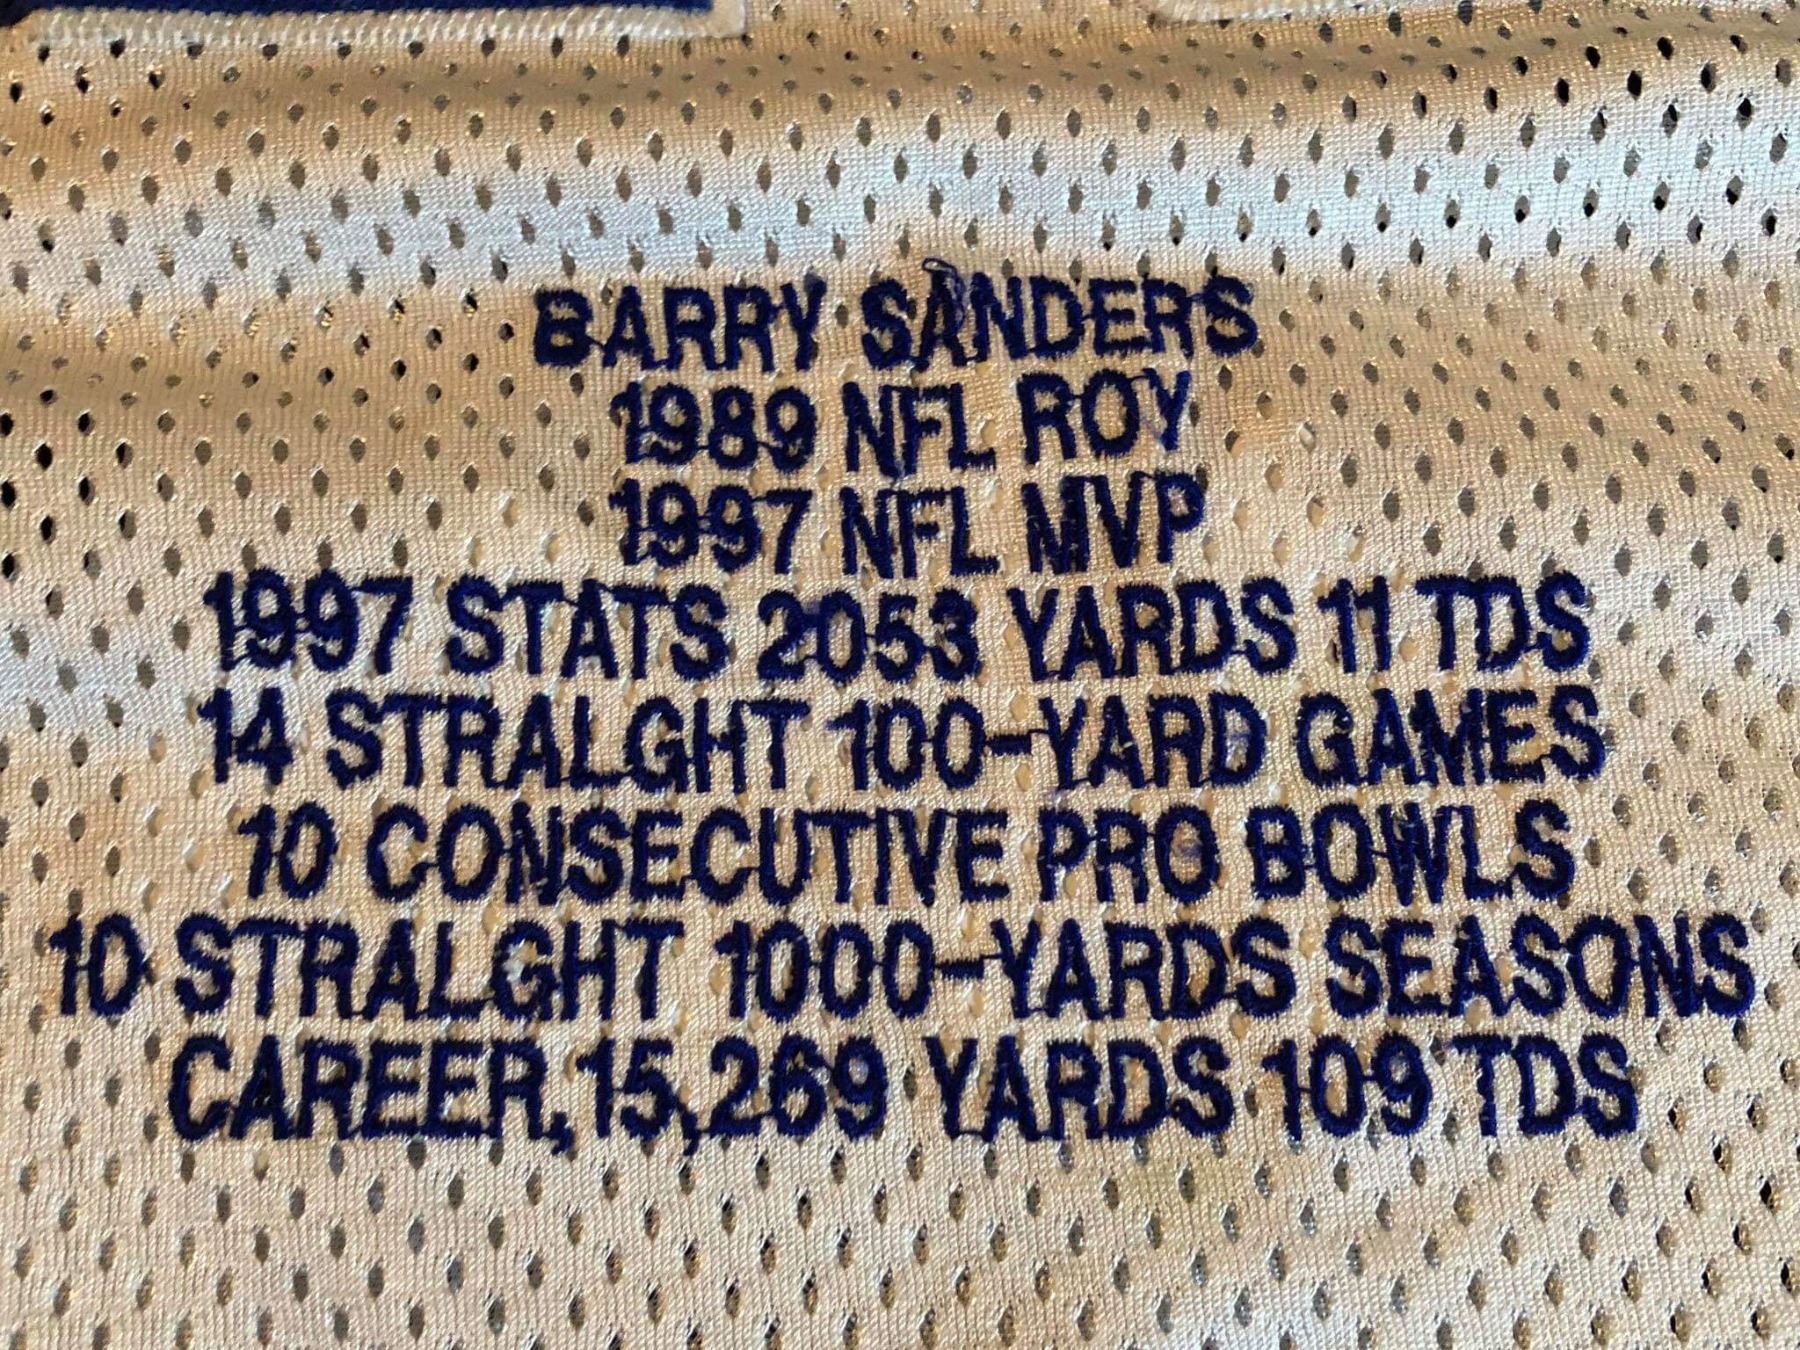 BARRY SANDERS
1989 NFL ROY
1997 NFL MVP
1997 STATS 2053 YARDS 11 TDS
14 STRALGHT 100-YARD GAMES
10 CONSECUTIVE PRO BOWLS
10 STRALGHT 1000-YARDS SEASONS
CAREER,15,269 YARDS 109 TDS